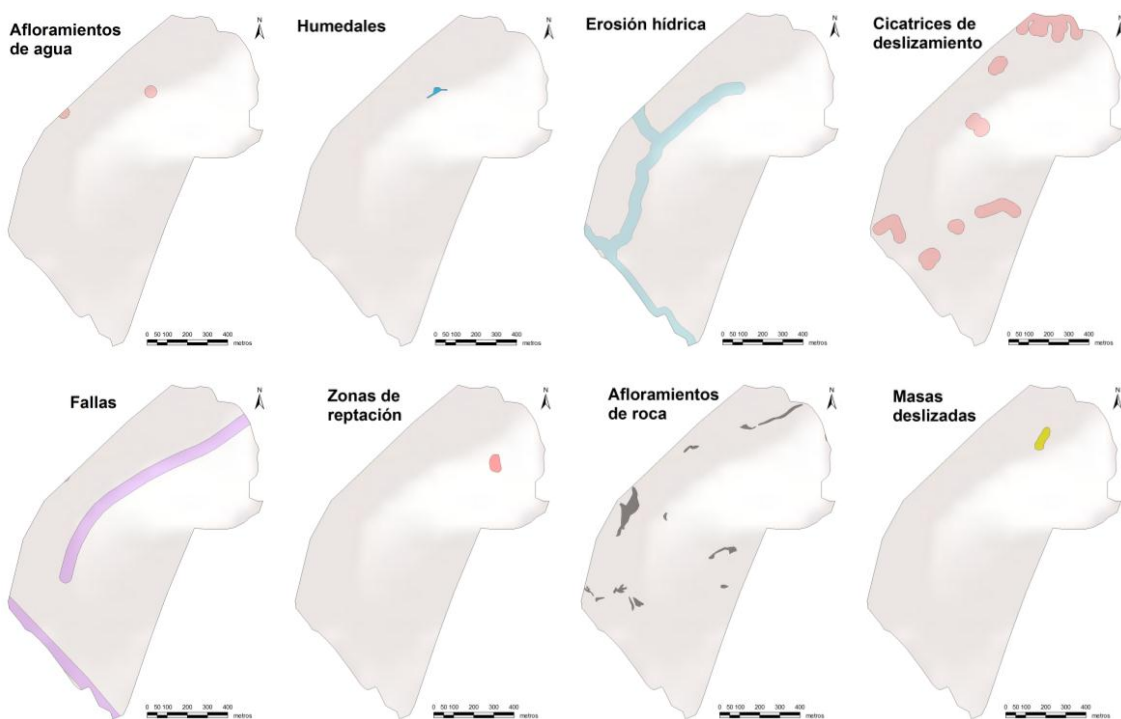 Afloramientos
de agua
N
0 50 100 200 300 400
metros
Humedales
N
0 50 100 200 300 400
metros
Erosión hídrica
N
0 50 100 200 300 400
metros
Cicatrices de
deslizamiento
N
0 50 100 200 300 400
metros
Fallas
N
0 50 100 200 300 400
metros
Zonas de
reptación
N
0 50 100 200 300 400
metros
Afloramientos
de roca
N
0 50 100 200 300 400
metros
Masas
deslizadas
N
0 50 100 200 300 400
metros